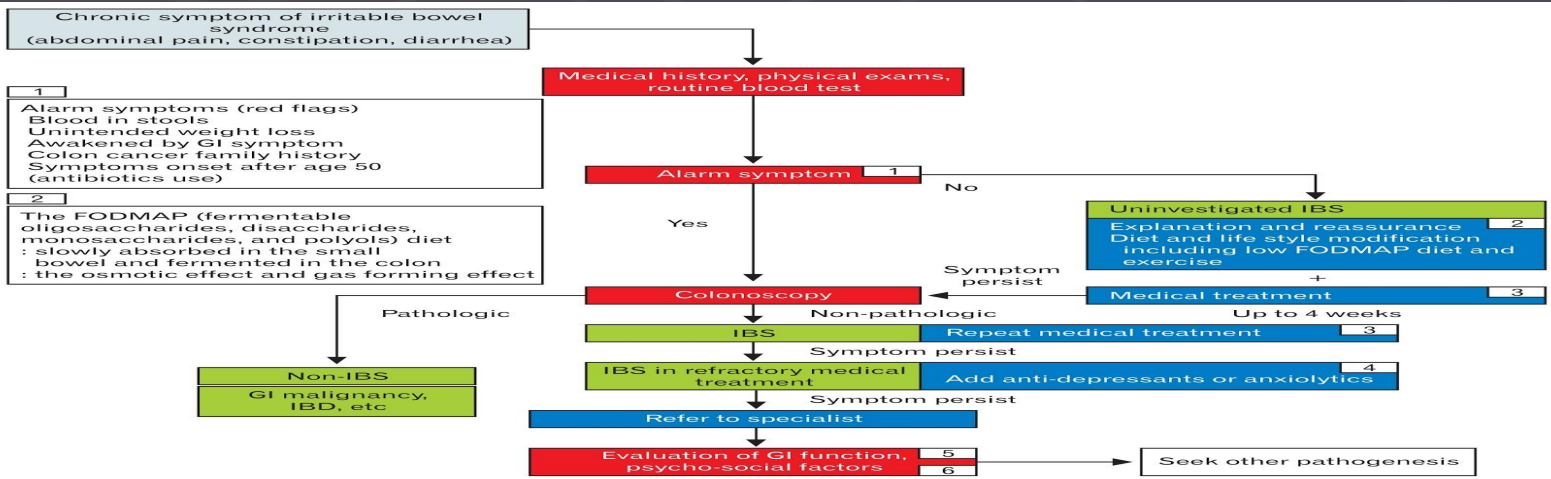 Chronic symptom of irritable bowel
syndrome
(abdominal pain, constipation, diarrhea)
Medical history, physical exams,
routine blood test
1
Alarm symptoms (red flags)
Blood in stools
Unintended weight loss
Awakened by GI symptom
Colon cancer family history
Symptoms onset after age 50
(antibiotics use)
2
The FODMAP (fermentable
oligosaccharides, disaccharides,
monosaccharides, and polyols) diet
: slowly absorbed in the small
bowel and fermented in the colon
: the osmotic effect and gas forming effect
Alarm symptom 1
No
Yes
Uninvestigated IBS
Explanation and reassurance 2
Diet and life style modification
including low FODMAP diet and
exercise
+
Medical treatment 3
Up to 4 weeks
Symptom
persist
Colonoscopy
Pathologic
Non-pathologic
IBS
Repeat medical treatment 3
Symptom persist
IBS in refractory medical
treatment
Add anti-depressants or anxiolytics 4
Symptom persist
Non-IBS
GI malignancy,
IBD, etc
Refer to specialist
Evaluation of GI function, 5
psycho-social factors 6
Seek other pathogenesis